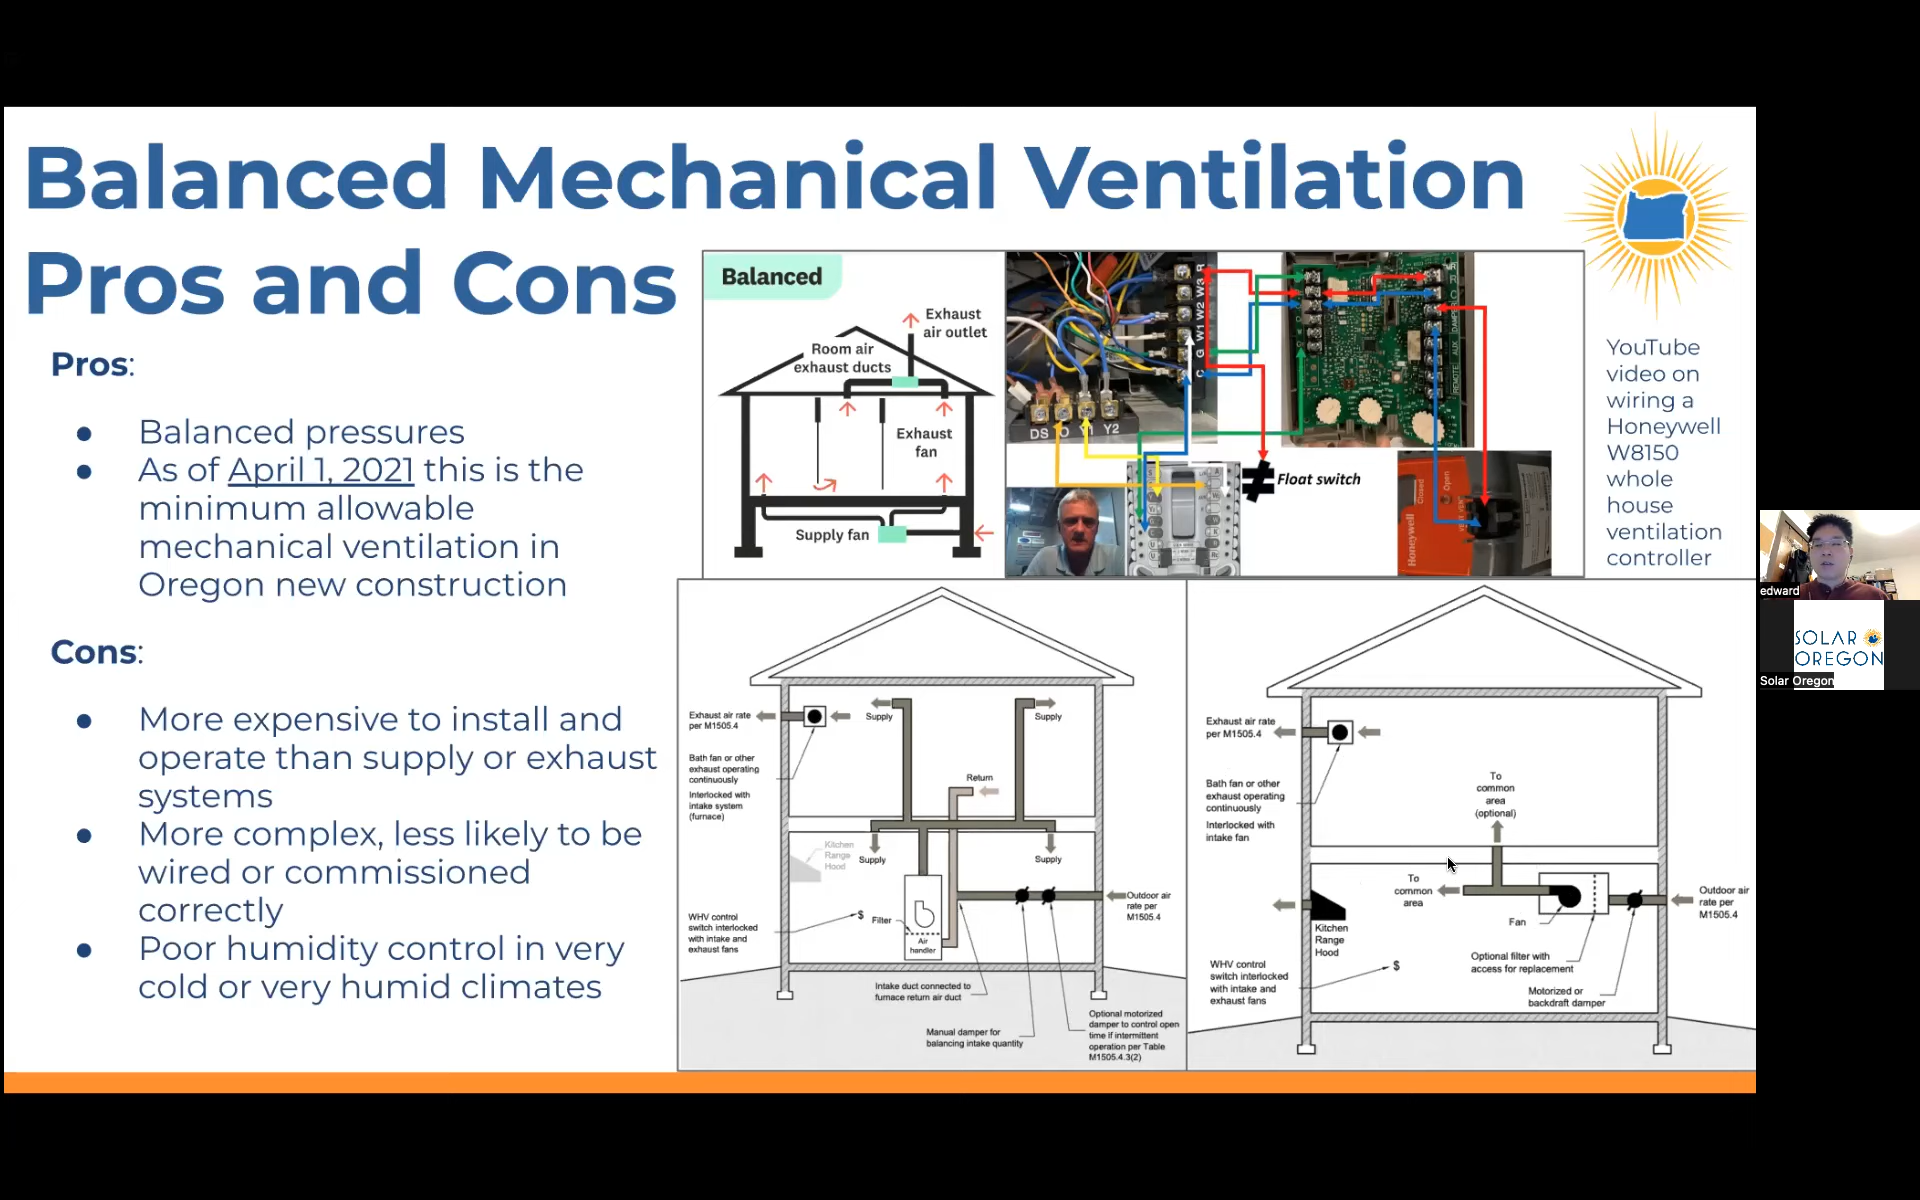 Balanced Mechanical Ventilation
Pros and Cons
Pros:
● Balanced pressures
● As of April 1, 2021 this is the
minimum allowable
mechanical ventilation in
Oregon new construction
Cons:
● More expensive to install and
operate than supply or exhaust
systems
● More complex, less likely to be
wired or commissioned
correctly
● Poor humidity control in very
cold or very humid climates
Balanced
Exhaust
air outlet
Room air
exhaust ducts
Exhaust
fan
Supply fan
R
W3
W2
W1
G
C
DS
O
Y2
Float switch
Honeywell
Closed
Open
YouTube
video on
wiring a
Honeywell
W8150
whole
house
ventilation
controller
Exhaust air rate
per M1505.4
Supply
Supply
Bath fan or other
exhaust operating
continuously
Interlocked with
intake system
(furnace)
Return
Kitchen
Range
Hood
Supply
Supply
WHV control
switch interlocked
with intake and
exhaust fans
$
Filter
Air
handler
Outdoor air
rate per
M1505.4
Intake duct connected to
furnace return air duct
Manual damper for
balancing intake quantity
Optional motorized
damper to control open
time if intermittent
operation per Table
M1505.4.3(2)
Exhaust air rate
per M1505.4
Bath fan or other
exhaust operating
continuously
Interlocked with
intake fan
To
common
area
(optional)
To
common
area
Fan
Outdoor air
rate per
M1505.4
Kitchen
Range
Hood
WHV control
switch interlocked
with intake and
exhaust fans
$
Optional filter with
access for replacement
Motorized or
backdraft damper
edward
SOLAR
OREGON
Solar Oregon